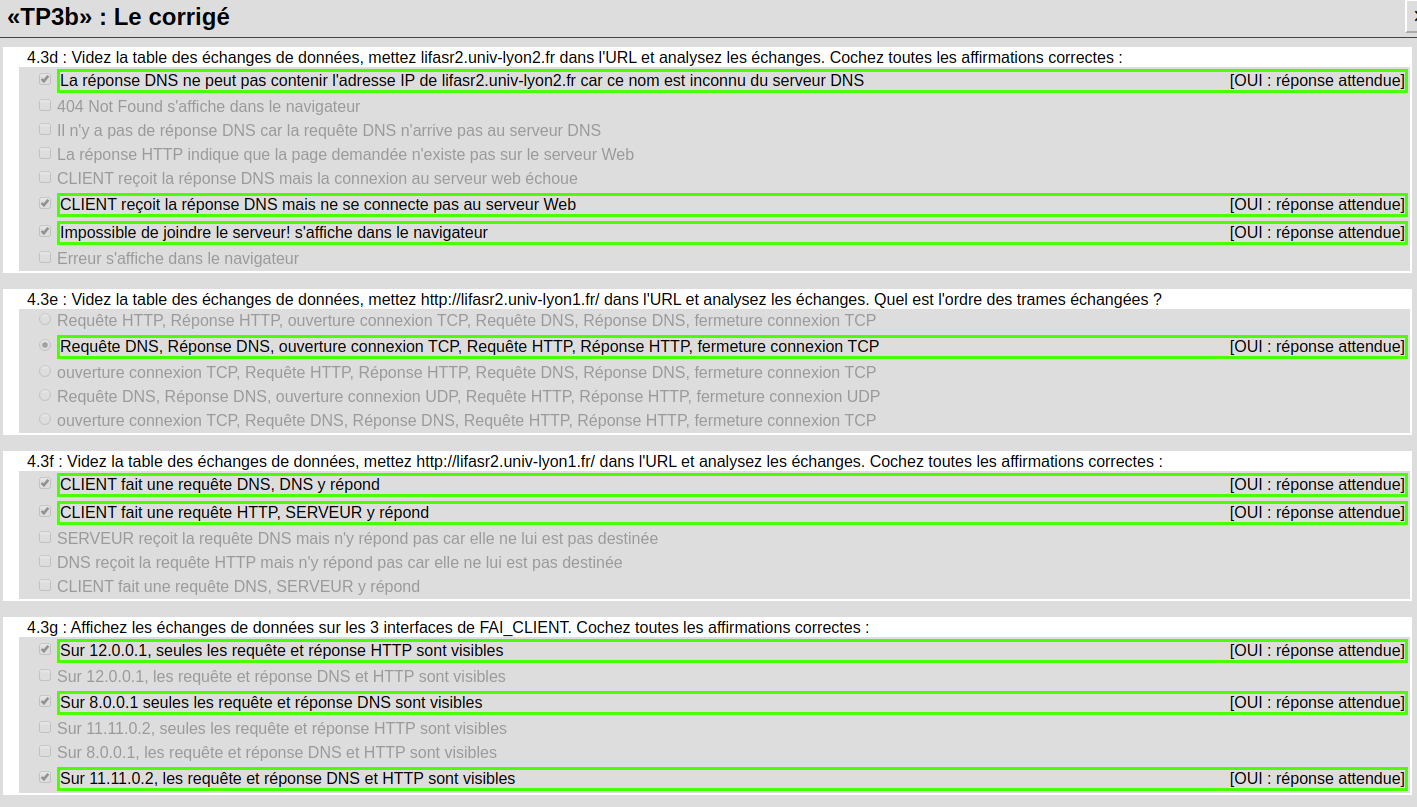 «TP3b» : Le corrigé
4.3d : Videz la table des échanges de données, mettez lifasr2.univ-lyon2.fr dans l'URL et analysez les échanges. Cochez toutes les affirmations correctes :
La réponse DNS ne peut pas contenir l'adresse IP de lifasr2.univ-lyon2.fr car ce nom est inconnu du serveur DNS [OUI : réponse attendue]
404 Not Found s'affiche dans le navigateur
Il n'y a pas de réponse DNS car la requête DNS n'arrive pas au serveur DNS
La réponse HTTP indique que la page demandée n'existe pas sur le serveur Web
CLIENT reçoit la réponse DNS mais la connexion au serveur web échoue
CLIENT reçoit la réponse DNS mais ne se connecte pas au serveur Web [OUI : réponse attendue]
Impossible de joindre le serveur! s'affiche dans le navigateur [OUI : réponse attendue]
Erreur s'affiche dans le navigateur
4.3e : Videz la table des échanges de données, mettez http://lifasr2.univ-lyon1.fr/ dans l'URL et analysez les échanges. Quel est l'ordre des trames échangées ?
Requête HTTP, Réponse HTTP, ouverture connexion TCP, Requête DNS, Réponse DNS, fermeture connexion TCP
Requête DNS, Réponse DNS, ouverture connexion TCP, Requête HTTP, Réponse HTTP, fermeture connexion TCP [OUI : réponse attendue]
ouverture connexion TCP, Requête HTTP, Réponse HTTP, Requête DNS, Réponse DNS, fermeture connexion TCP
Requête DNS, Réponse DNS, ouverture connexion UDP, Requête HTTP, Réponse HTTP, fermeture connexion UDP
ouverture connexion TCP, Requête DNS, Réponse DNS, Requête HTTP, Réponse HTTP, fermeture connexion TCP
4.3f : Videz la table des échanges de données, mettez http://lifasr2.univ-lyon1.fr/ dans l'URL et analysez les échanges. Cochez toutes les affirmations correctes :
CLIENT fait une requête DNS, DNS y répond [OUI : réponse attendue]
CLIENT fait une requête HTTP, SERVEUR y répond [OUI : réponse attendue]
SERVEUR reçoit la requête DNS mais n'y répond pas car elle ne lui est pas destinée
DNS reçoit la requête HTTP mais n'y répond pas car elle ne lui est pas destinée
CLIENT fait une requête DNS, SERVEUR y répond
4.3g : Affichez les échanges de données sur les 3 interfaces de FAI_CLIENT. Cochez toutes les affirmations correctes :
Sur 12.0.0.1, seules les requête et réponse HTTP sont visibles [OUI : réponse attendue]
Sur 12.0.0.1, les requête et réponse DNS et HTTP sont visibles
Sur 8.0.0.1 seules les requête et réponse DNS sont visibles [OUI : réponse attendue]
Sur 11.11.0.2, seules les requête et réponse HTTP sont visibles
Sur 8.0.0.1, les requête et réponse DNS et HTTP sont visibles
Sur 11.11.0.2, les requête et réponse DNS et HTTP sont visibles [OUI : réponse attendue]